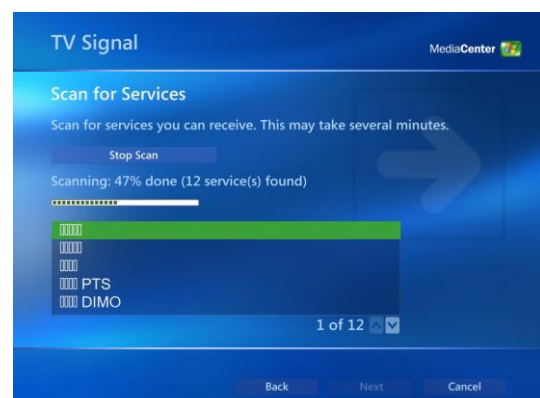 TV Signal
MediaCenter
Scan for Services
Scan for services you can receive. This may take several minutes.
Stop Scan
Scanning: 47% done (12 service(s) found)
▯▯▯▯▯
▯▯▯▯▯
▯▯▯▯
▯▯▯▯ PTS
▯▯▯▯ DIMO
1 of 12
Back Next Cancel